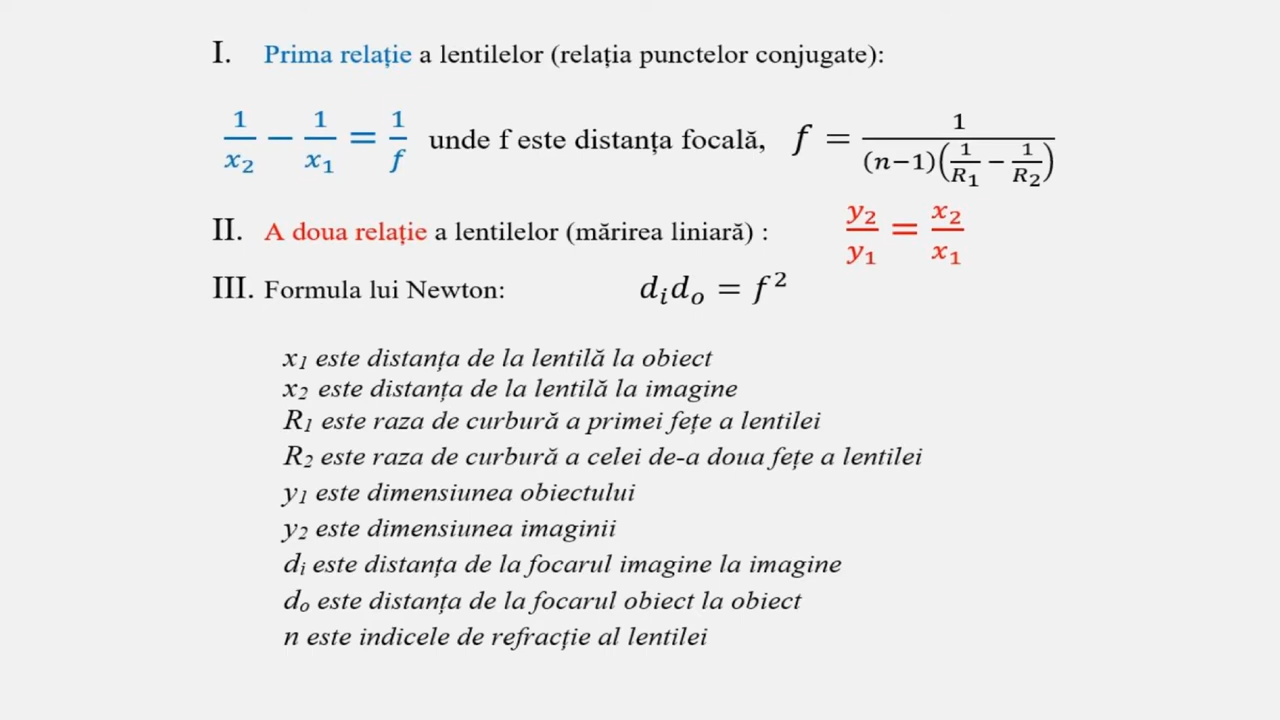 I. Prima relație a lentilelor (relația punctelor conjugate):
1/x₂ − 1/x₁ = 1/f unde f este distanța focală, f = 1/((n−1)(1/R₁ − 1/R₂))
II. A doua relație a lentilelor (mărirea liniară) : y₂/y₁ = x₂/x₁
III. Formula lui Newton: dᵢdₒ = f²
x₁ este distanța de la lentilă la obiect
x₂ este distanța de la lentilă la imagine
R₁ este raza de curbură a primei fețe a lentilei
R₂ este raza de curbură a celei de-a doua fețe a lentilei
y₁ este dimensiunea obiectului
y₂ este dimensiunea imaginii
dᵢ este distanța de la focarul imagine la imagine
dₒ este distanța de la focarul obiect la obiect
n este indicele de refracție al lentilei